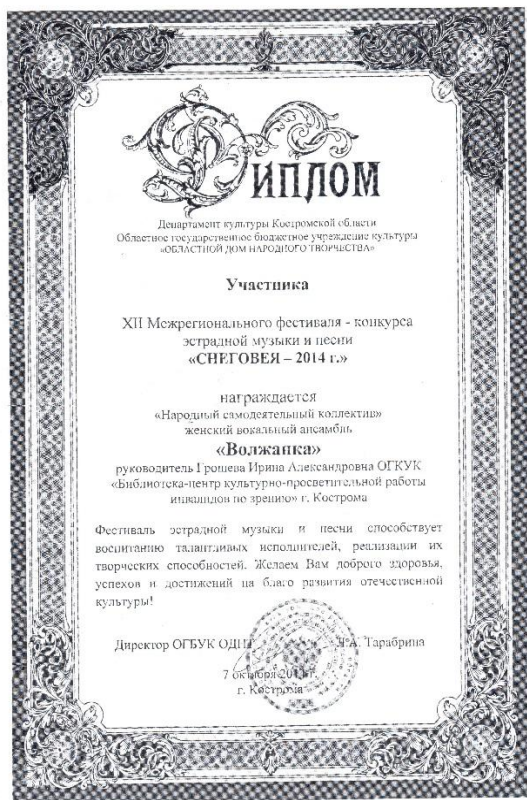 Диплом
Департамент культуры Костромской области
Областное государственное бюджетное учреждение культуры
«ОБЛАСТНОЙ ДОМ НАРОДНОГО ТВОРЧЕСТВА»
Участника
XII Межрегионального фестиваля - конкурса
эстрадной музыки и песни
«СНЕГОВЕЯ – 2014 г.»
награждается
«Народный самодеятельный коллектив»
женский вокальный ансамбль
«Волжанка»
руководитель Грошева Ирина Александровна ОГКУК
«Библиотека-центр культурно-просветительной работы
инвалидов по зрению» г. Кострома
Фестиваль эстрадной музыки и песни способствует
воспитанию талантливых исполнителей, реализации их
творческих способностей. Желаем Вам доброго здоровья,
успехов и достижений на благо развития отечественной
культуры!
Директор ОГБУК ОДНТ Тарабрина
7 октября г.
г. Кострома